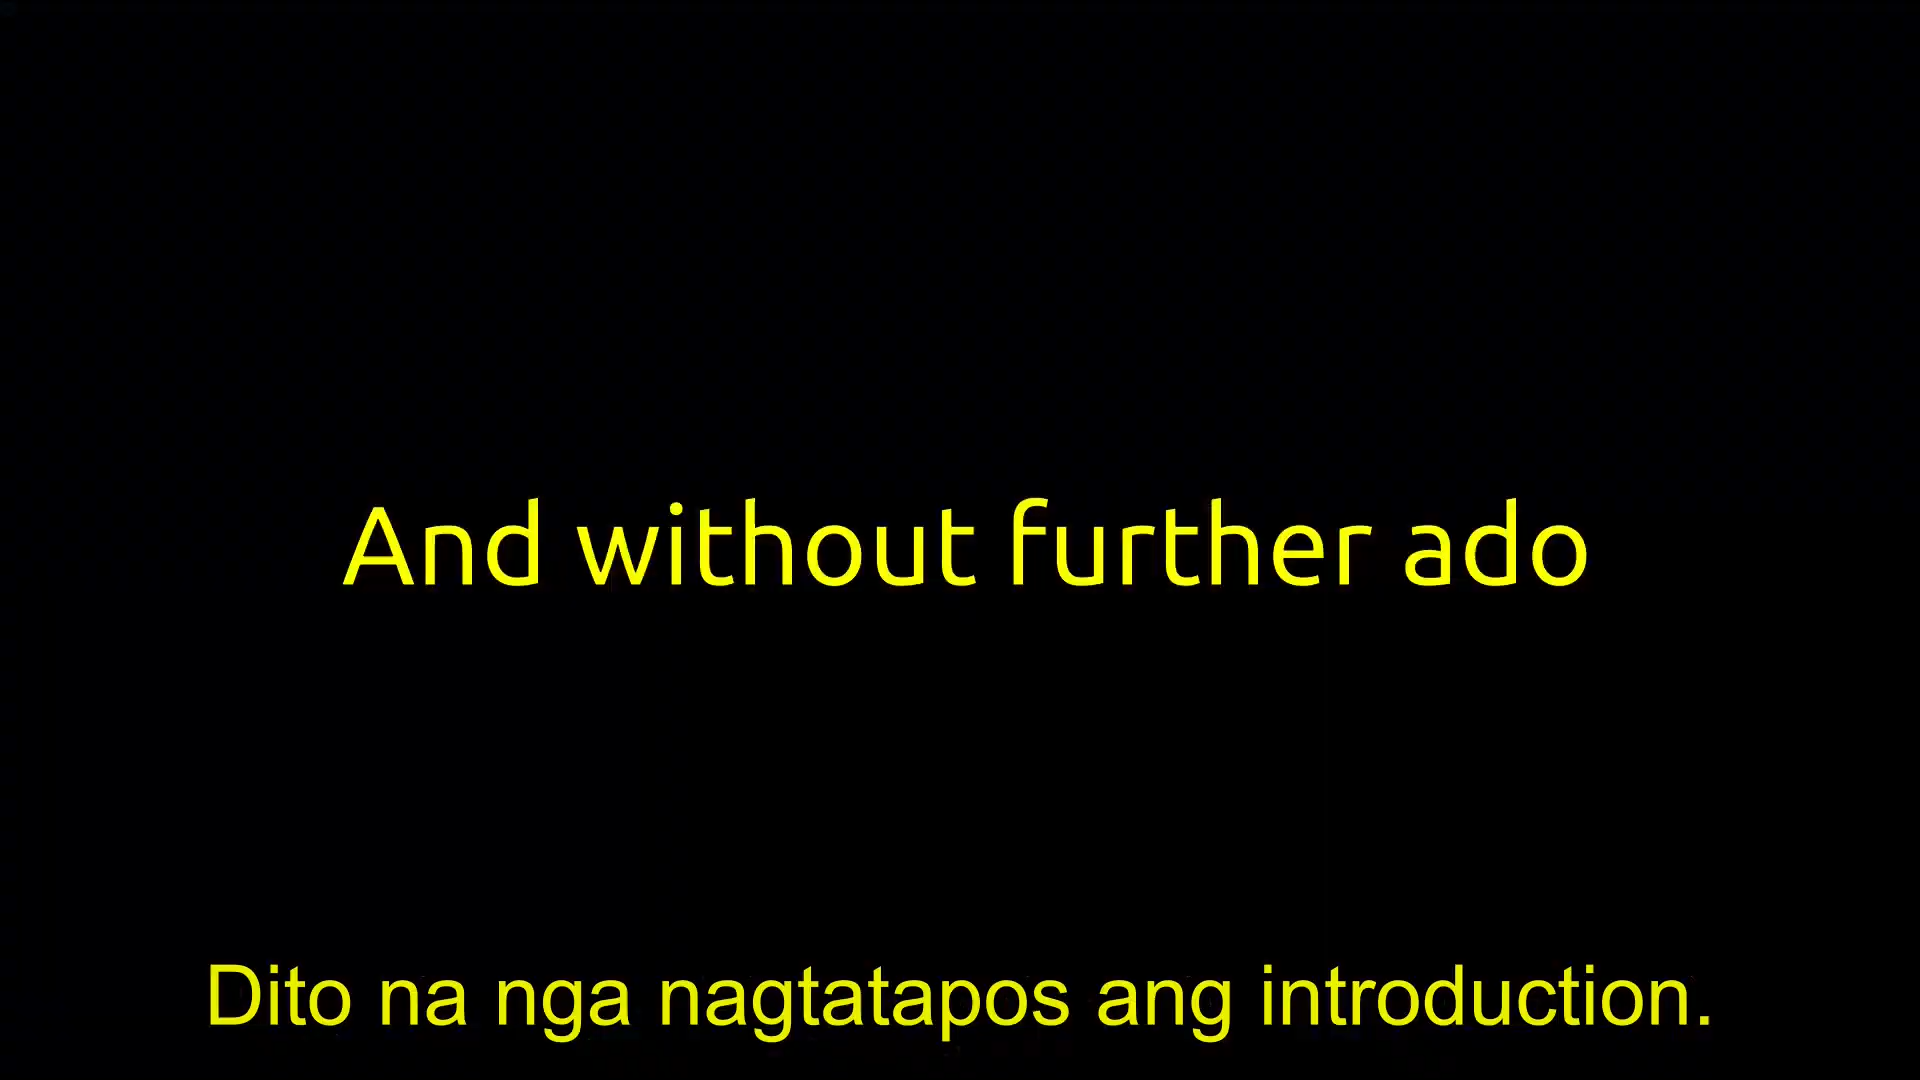 And without further ado
Dito na nga nagtatapos ang introduction.